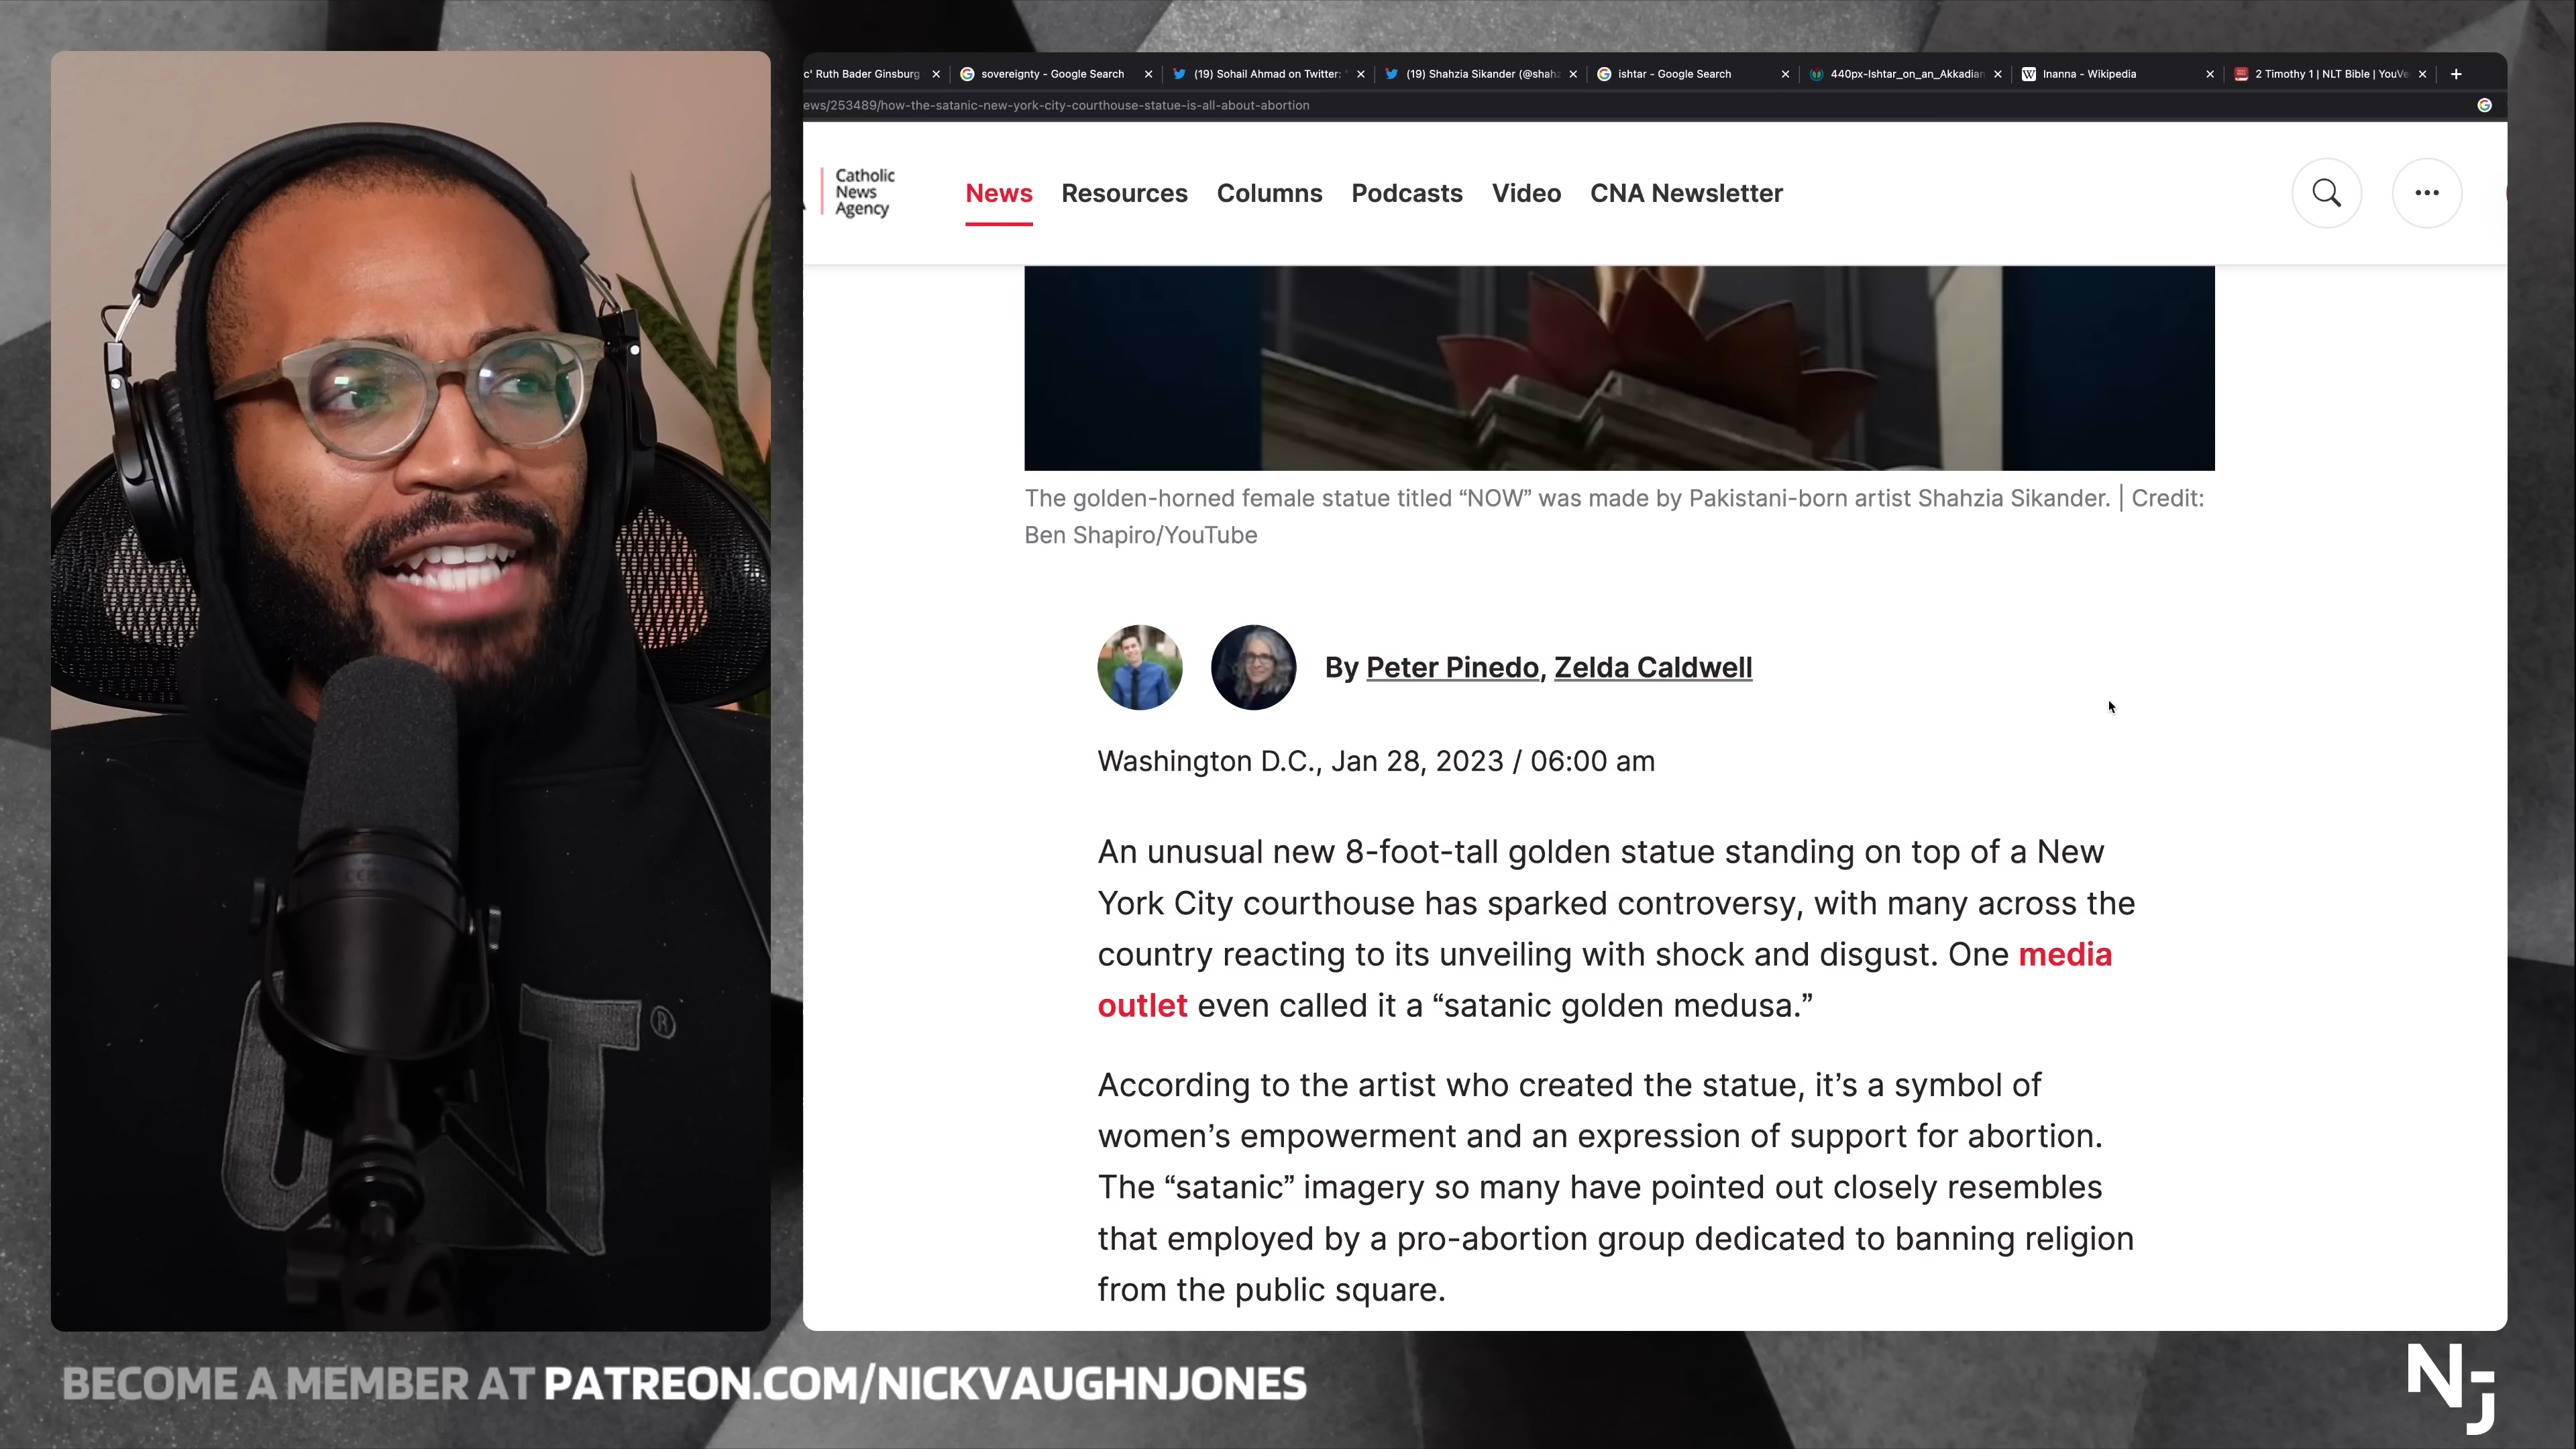 c' Ruth Bader Ginsburg
sovereignty - Google Search
(19) Sohail Ahmad on Twitter: "
(19) Shahzia Sikander (@shahz
ishtar - Google Search
440px-Ishtar_on_an_Akkadian
W Inanna - Wikipedia
2 Timothy 1 | NLT Bible | YouVe
ews/253489/how-the-satanic-new-york-city-courthouse-statue-is-all-about-abortion
Catholic
News
Agency
News Resources Columns Podcasts Video CNA Newsletter
The golden-horned female statue titled “NOW” was made by Pakistani-born artist Shahzia Sikander. | Credit:
Ben Shapiro/YouTube
By Peter Pinedo, Zelda Caldwell
Washington D.C., Jan 28, 2023 / 06:00 am
An unusual new 8-foot-tall golden statue standing on top of a New
York City courthouse has sparked controversy, with many across the
country reacting to its unveiling with shock and disgust. One media
outlet even called it a “satanic golden medusa.”
According to the artist who created the statue, it’s a symbol of
women’s empowerment and an expression of support for abortion.
The “satanic” imagery so many have pointed out closely resembles
that employed by a pro-abortion group dedicated to banning religion
from the public square.
®
BECOME A MEMBER AT PATREON.COM/NICKVAUGHNJONES
NJ